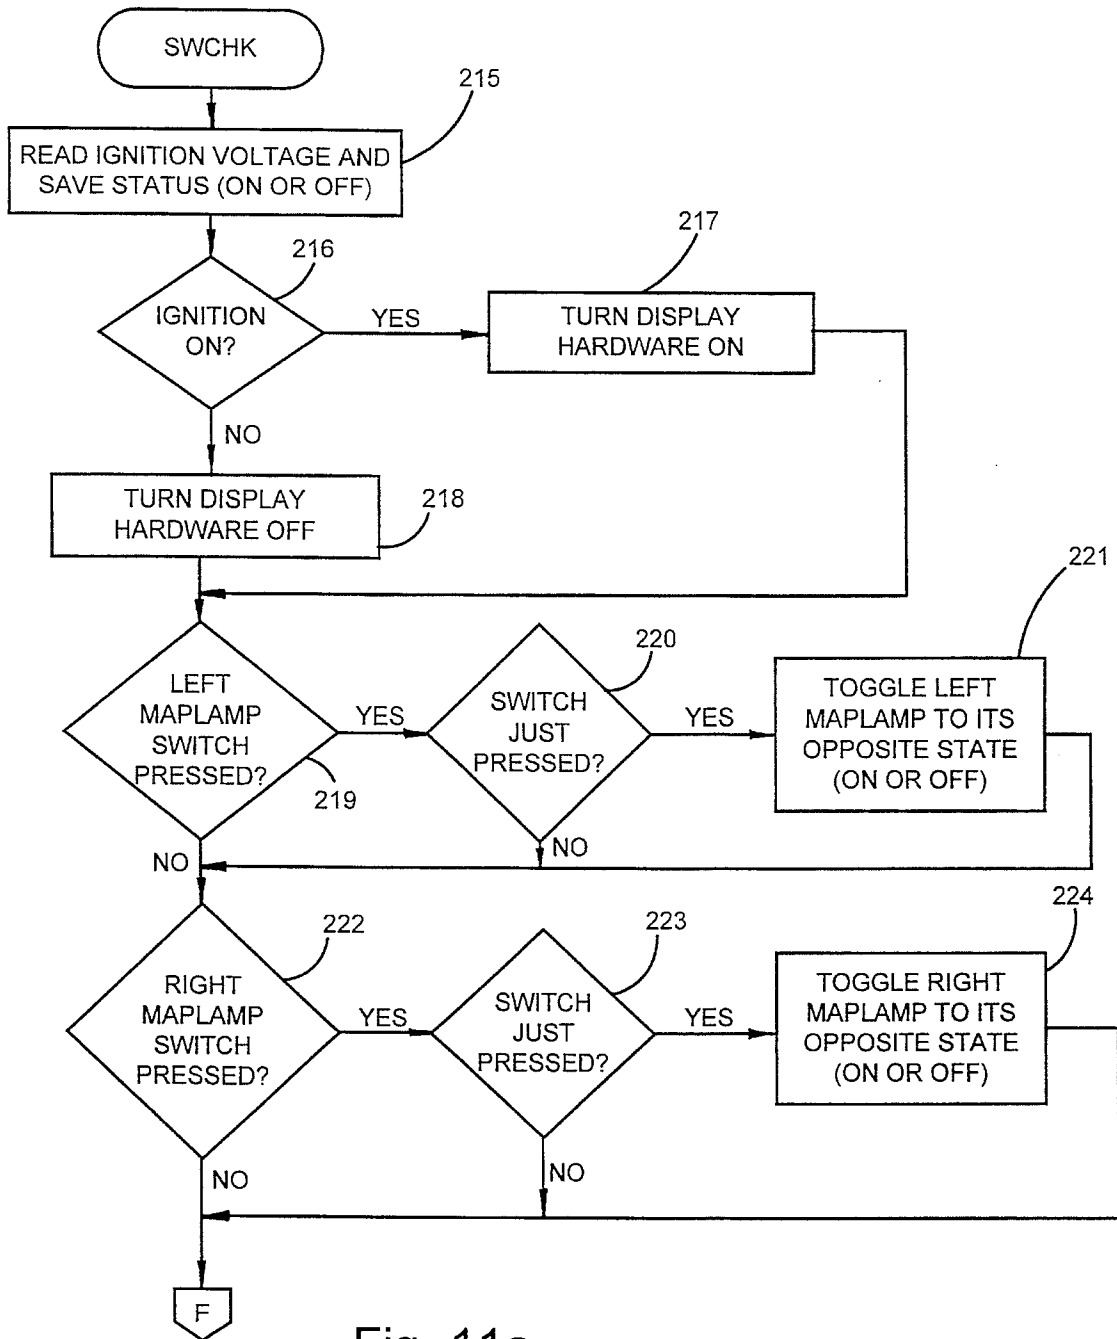 SWCHK
215
READ IGNITION VOLTAGE AND
SAVE STATUS (ON OR OFF)
216
217
IGNITION
ON?
YES
TURN DISPLAY
HARDWARE ON
NO
TURN DISPLAY
HARDWARE OFF
218
221
220
LEFT
MAPLAMP
SWITCH
PRESSED?
YES
SWITCH
JUST
PRESSED?
YES
TOGGLE LEFT
MAPLAMP TO ITS
OPPOSITE STATE
(ON OR OFF)
219
NO
NO
222
223
224
RIGHT
MAPLAMP
SWITCH
PRESSED?
YES
SWITCH
JUST
PRESSED?
YES
TOGGLE RIGHT
MAPLAMP TO ITS
OPPOSITE STATE
(ON OR OFF)
NO
NO
F